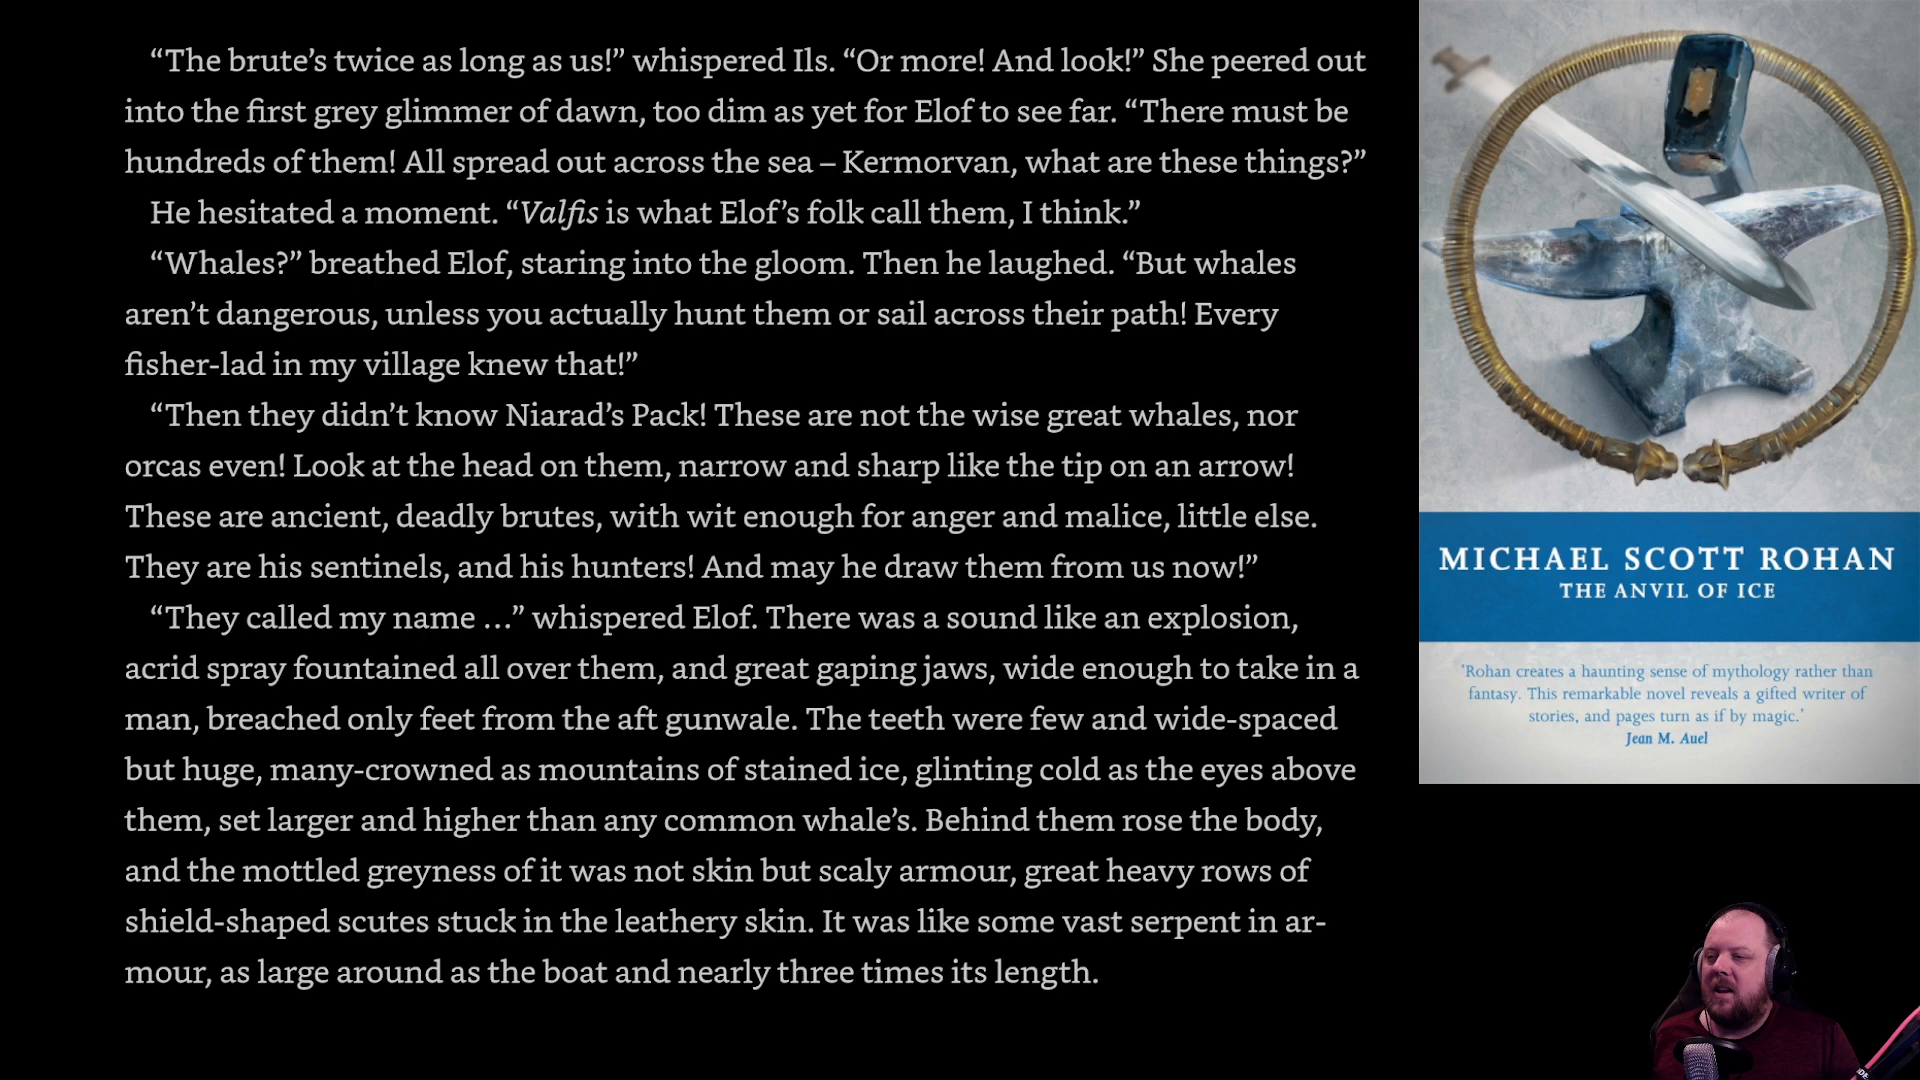 “The brute’s twice as long as us!” whispered Ils. “Or more! And look!” She peered out
into the first grey glimmer of dawn, too dim as yet for Elof to see far. “There must be
hundreds of them! All spread out across the sea – Kermorvan, what are these things?”
He hesitated a moment. “Valfis is what Elof’s folk call them, I think.”
“Whales?” breathed Elof, staring into the gloom. Then he laughed. “But whales
aren’t dangerous, unless you actually hunt them or sail across their path! Every
fisher-lad in my village knew that!”
“Then they didn’t know Niarad’s Pack! These are not the wise great whales, nor
orcas even! Look at the head on them, narrow and sharp like the tip on an arrow!
These are ancient, deadly brutes, with wit enough for anger and malice, little else.
They are his sentinels, and his hunters! And may he draw them from us now!”
“They called my name …” whispered Elof. There was a sound like an explosion,
acrid spray fountained all over them, and great gaping jaws, wide enough to take in a
man, breached only feet from the aft gunwale. The teeth were few and wide-spaced
but huge, many-crowned as mountains of stained ice, glinting cold as the eyes above
them, set larger and higher than any common whale’s. Behind them rose the body,
and the mottled greyness of it was not skin but scaly armour, great heavy rows of
shield-shaped scutes stuck in the leathery skin. It was like some vast serpent in ar-
mour, as large around as the boat and nearly three times its length.
MICHAEL SCOTT ROHAN
THE ANVIL OF ICE
‘Rohan creates a haunting sense of mythology rather than
fantasy. This remarkable novel reveals a gifted writer of
stories, and pages turn as if by magic.’
Jean M. Auel